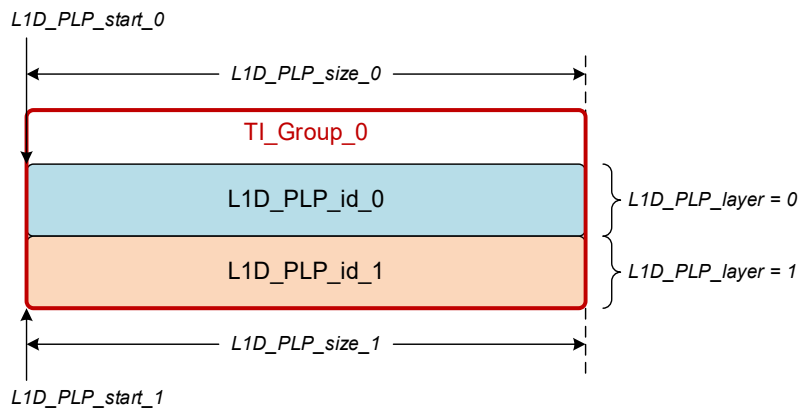 L1D_PLP_start_0
L1D_PLP_size_0
TI_Group_0
L1D_PLP_id_0
L1D_PLP_layer = 0
L1D_PLP_id_1
L1D_PLP_layer = 1
L1D_PLP_size_1
L1D_PLP_start_1